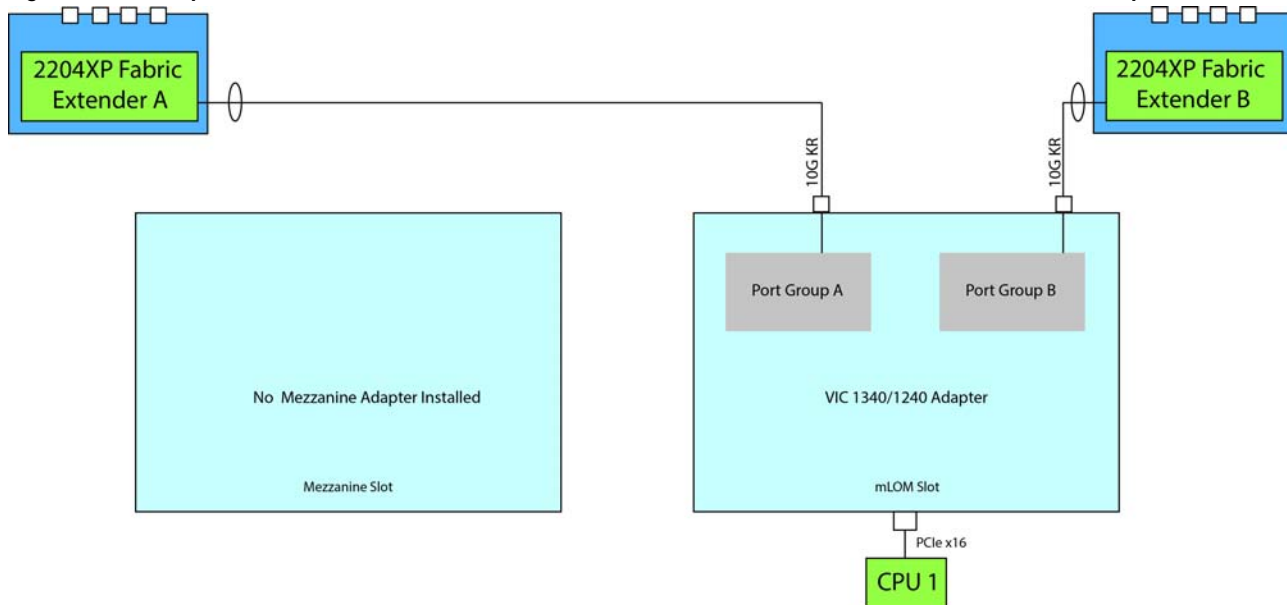 2204XP Fabric
Extender A
2204XP Fabric
Extender B
10G KR
10G KR
Port Group A
Port Group B
No Mezzanine Adapter Installed
VIC 1340/1240 Adapter
Mezzanine Slot
mLOM Slot
PCIe x16
CPU 1